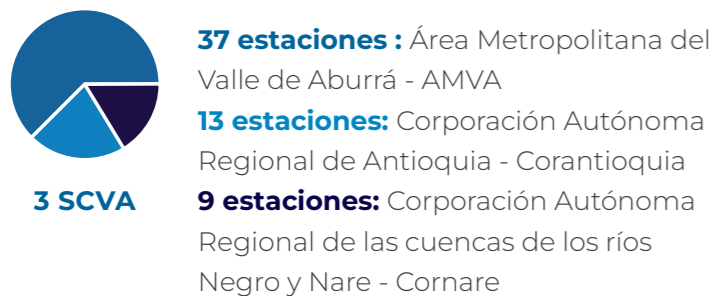 37 estaciones : Área Metropolitana del
Valle de Aburrá - AMVA
13 estaciones: Corporación Autónoma
Regional de Antioquia - Corantioquia
3 SCVA
9 estaciones: Corporación Autónoma
Regional de las cuencas de los ríos
Negro y Nare - Cornare